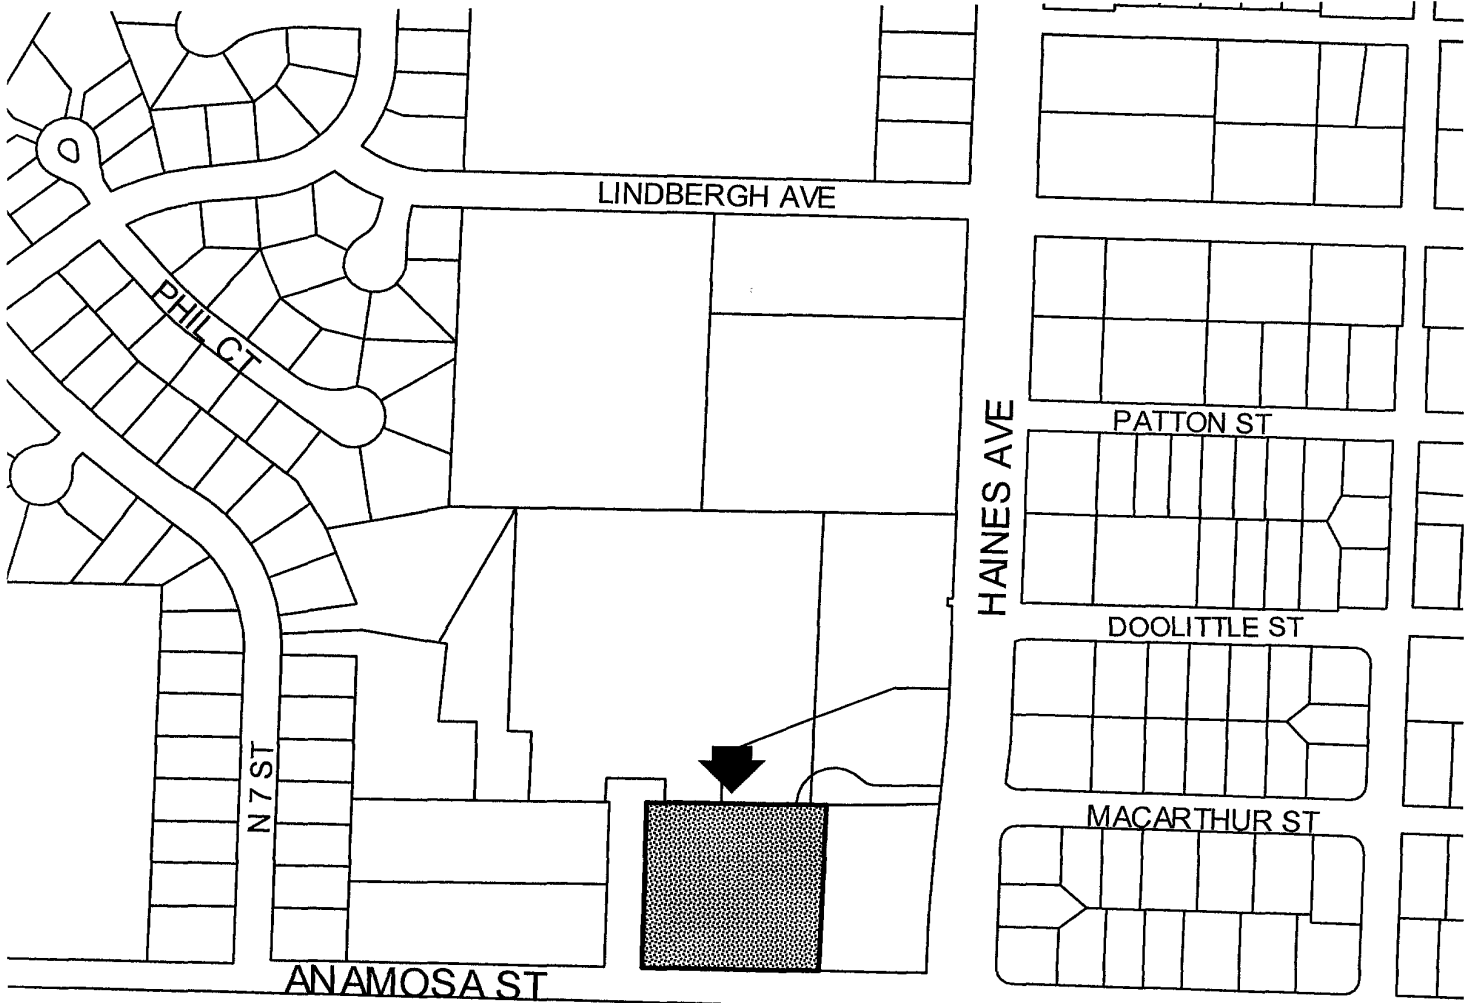 LINDBERGH AVE
PHIL CT
PATTON ST
HAINES AVE
DOOLITTLE ST
N 7 ST
MACARTHUR ST
ANAMOSA ST